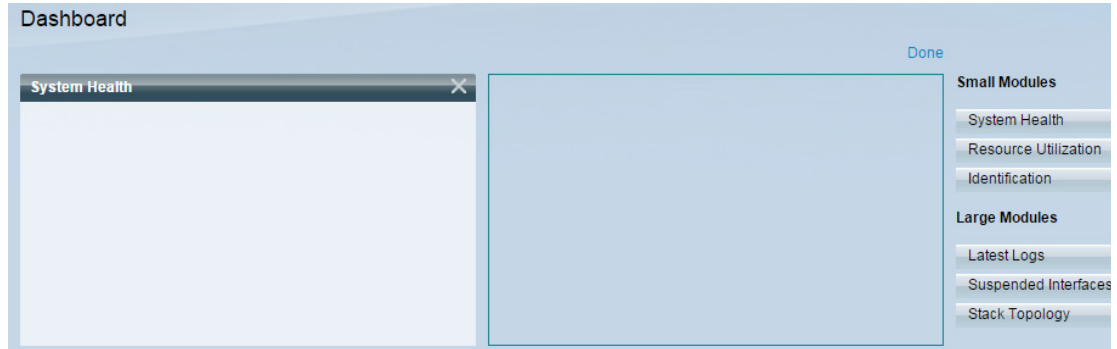 Dashboard
Done
System Health
Small Modules
System Health
Resource Utilization
Identification
Large Modules
Latest Logs
Suspended Interfaces
Stack Topology